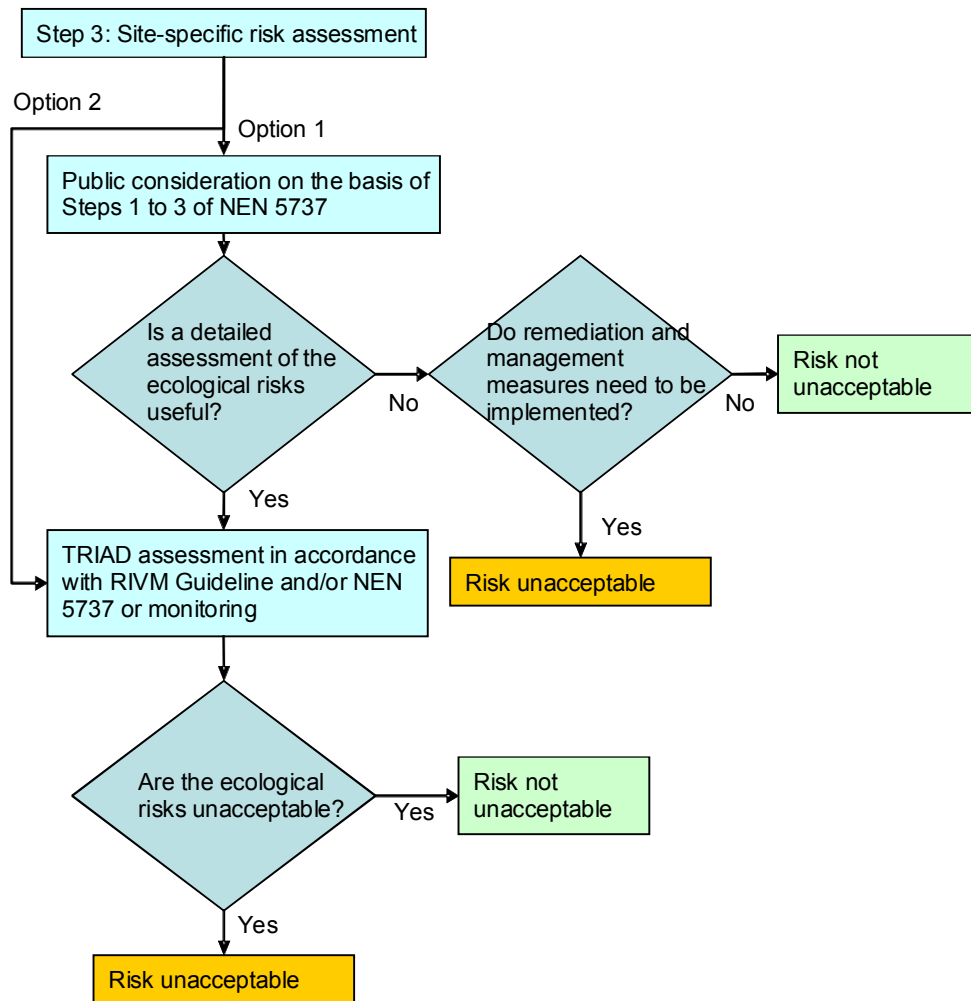 Step 3: Site-specific risk assessment
Option 2
Option 1
Public consideration on the basis of
Steps 1 to 3 of NEN 5737
Is a detailed
assessment of the
ecological risks
useful?
No
Do remediation and
management
measures need to be
implemented?
No
Risk not
unacceptable
Yes
Yes
Risk unacceptable
TRIAD assessment in accordance
with RIVM Guideline and/or NEN
5737 or monitoring
Are the ecological
risks unacceptable?
Yes
Risk not
unacceptable
Yes
Risk unacceptable